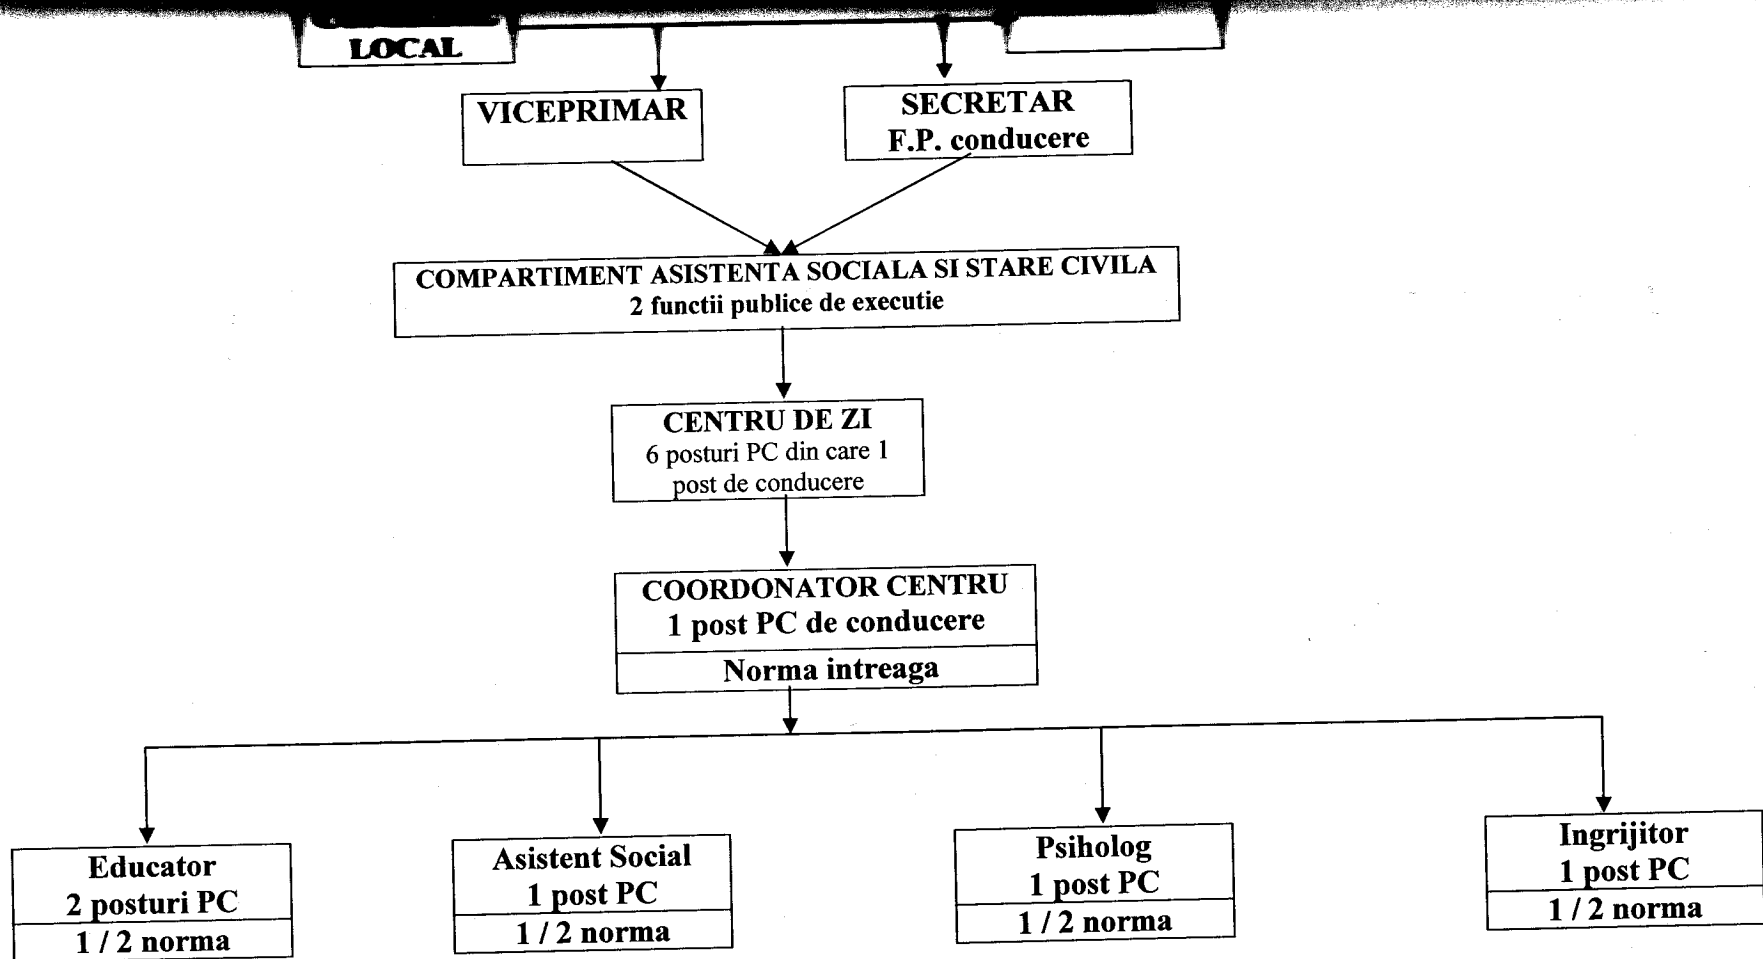 LOCAL
VICEPRIMAR
SECRETAR
F.P. conducere
COMPARTIMENT ASISTENTA SOCIALA SI STARE CIVILA
2 functii publice de executie
CENTRU DE ZI
6 posturi PC din care 1
post de conducere
COORDONATOR CENTRU
1 post PC de conducere
Norma intreaga
Educator
2 posturi PC
1 / 2 norma
Asistent Social
1 post PC
1 / 2 norma
Psiholog
1 post PC
1 / 2 norma
Ingrijitor
1 post PC
1 / 2 norma